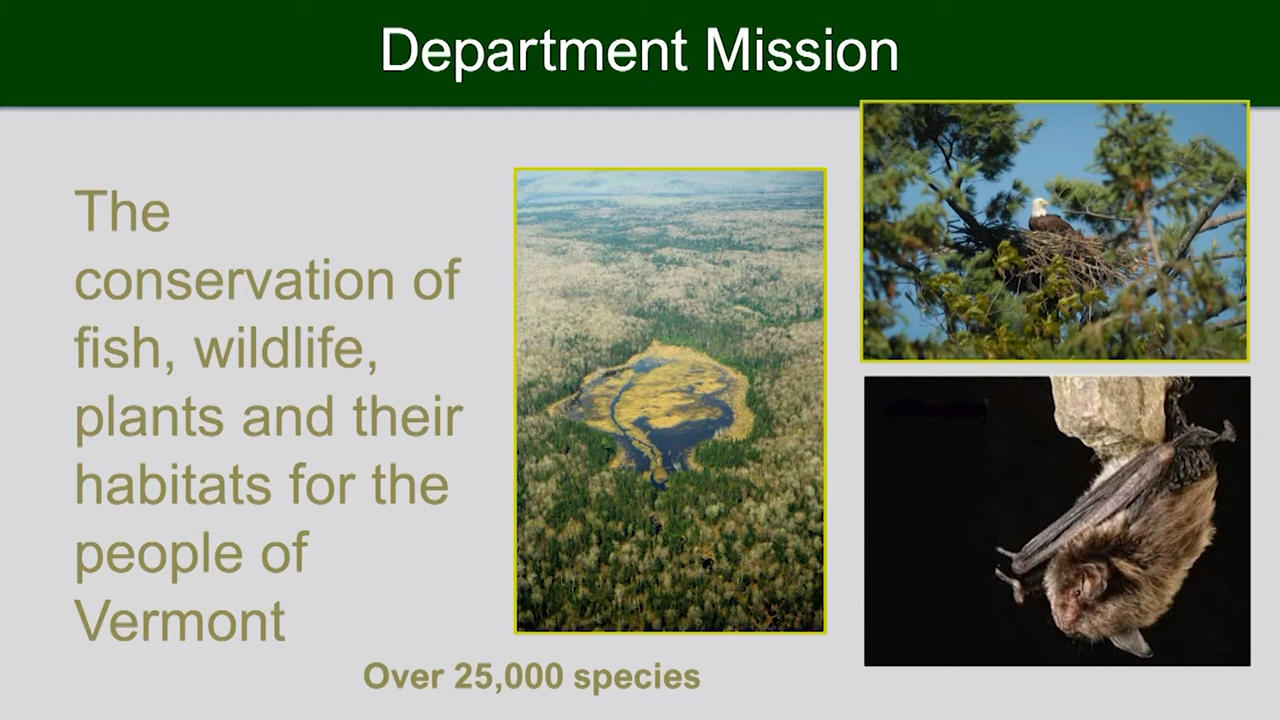 Department Mission
The
conservation of
fish, wildlife,
plants and their
habitats for the
people of
Vermont
Over 25,000 species